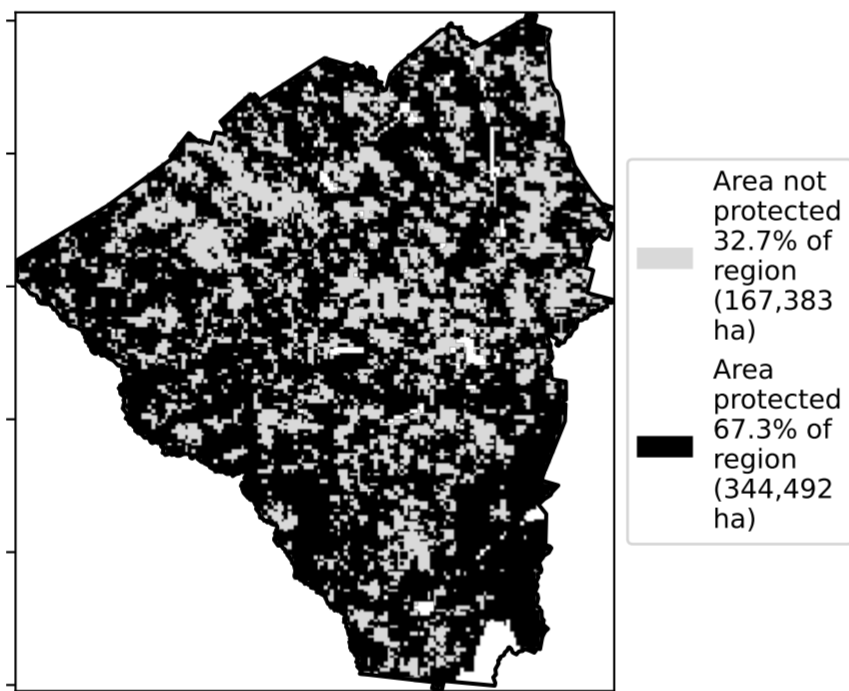 Area not
protected
32.7% of
region
(167,383
ha)
Area
protected
67.3% of
region
(344,492
ha)